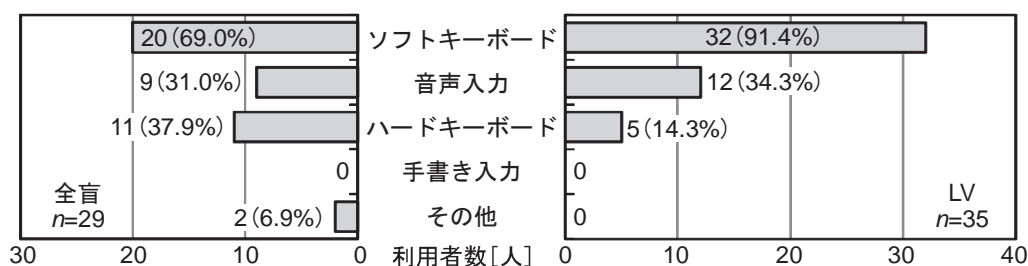 20(69.0%) ソフトキーボード 32(91.4%)
9(31.0%) 音声入力 12(34.3%)
11(37.9%) ハードキーボード 5(14.3%)
0 手書き入力 0
全盲 LV
n=29 2(6.9%) その他 0 n=35
30 20 10 0 利用者数[人] 0 10 20 30 40